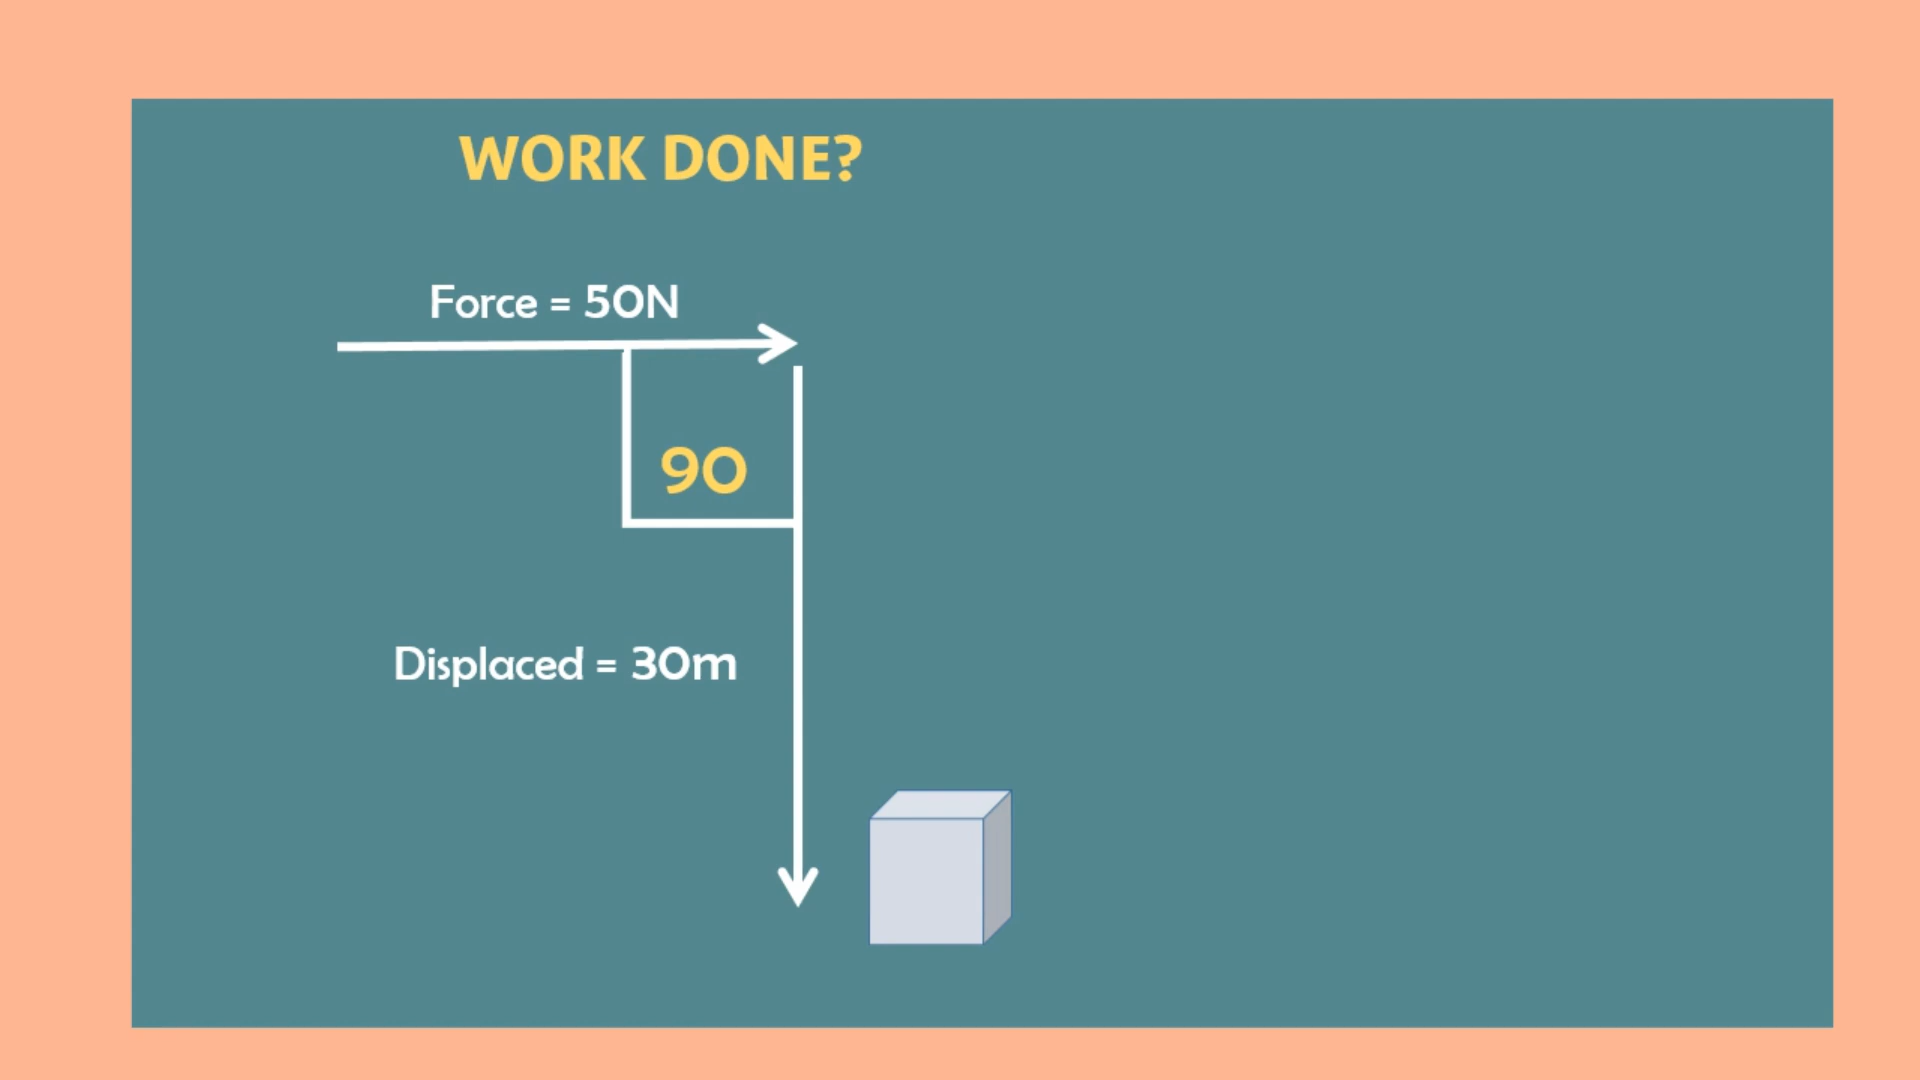 WORK DONE?
Force = 50N
90
Displaced = 30m